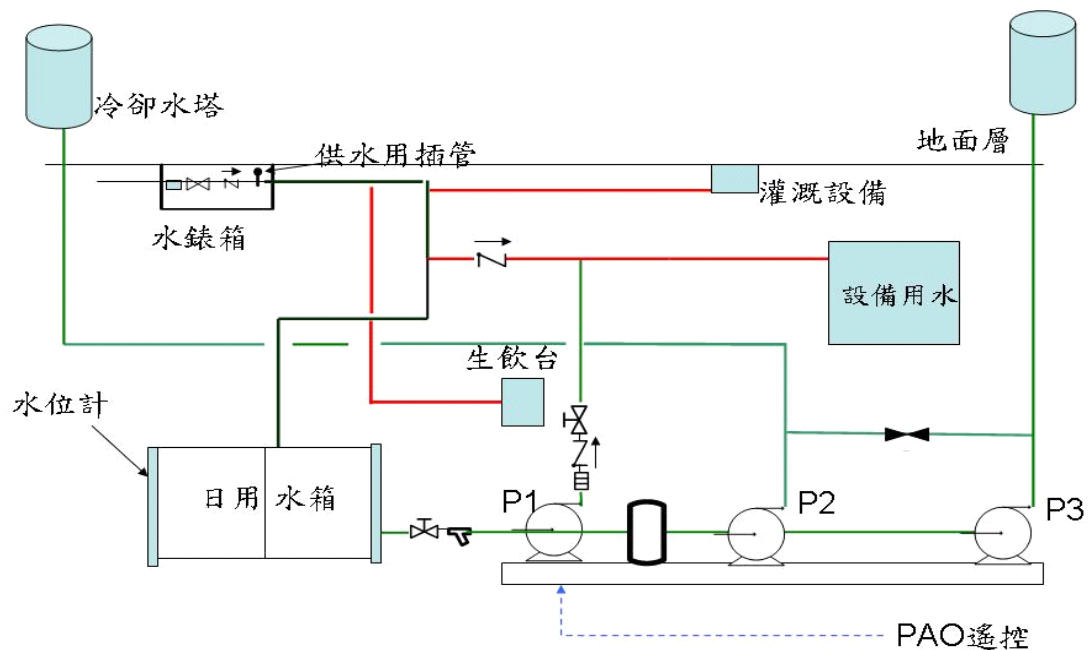 冷卻水塔
地面層
供水用插管
灌溉設備
水錶箱
設備用水
生飲台
水位計
日用水箱
P1
P2
P3
PAO遙控